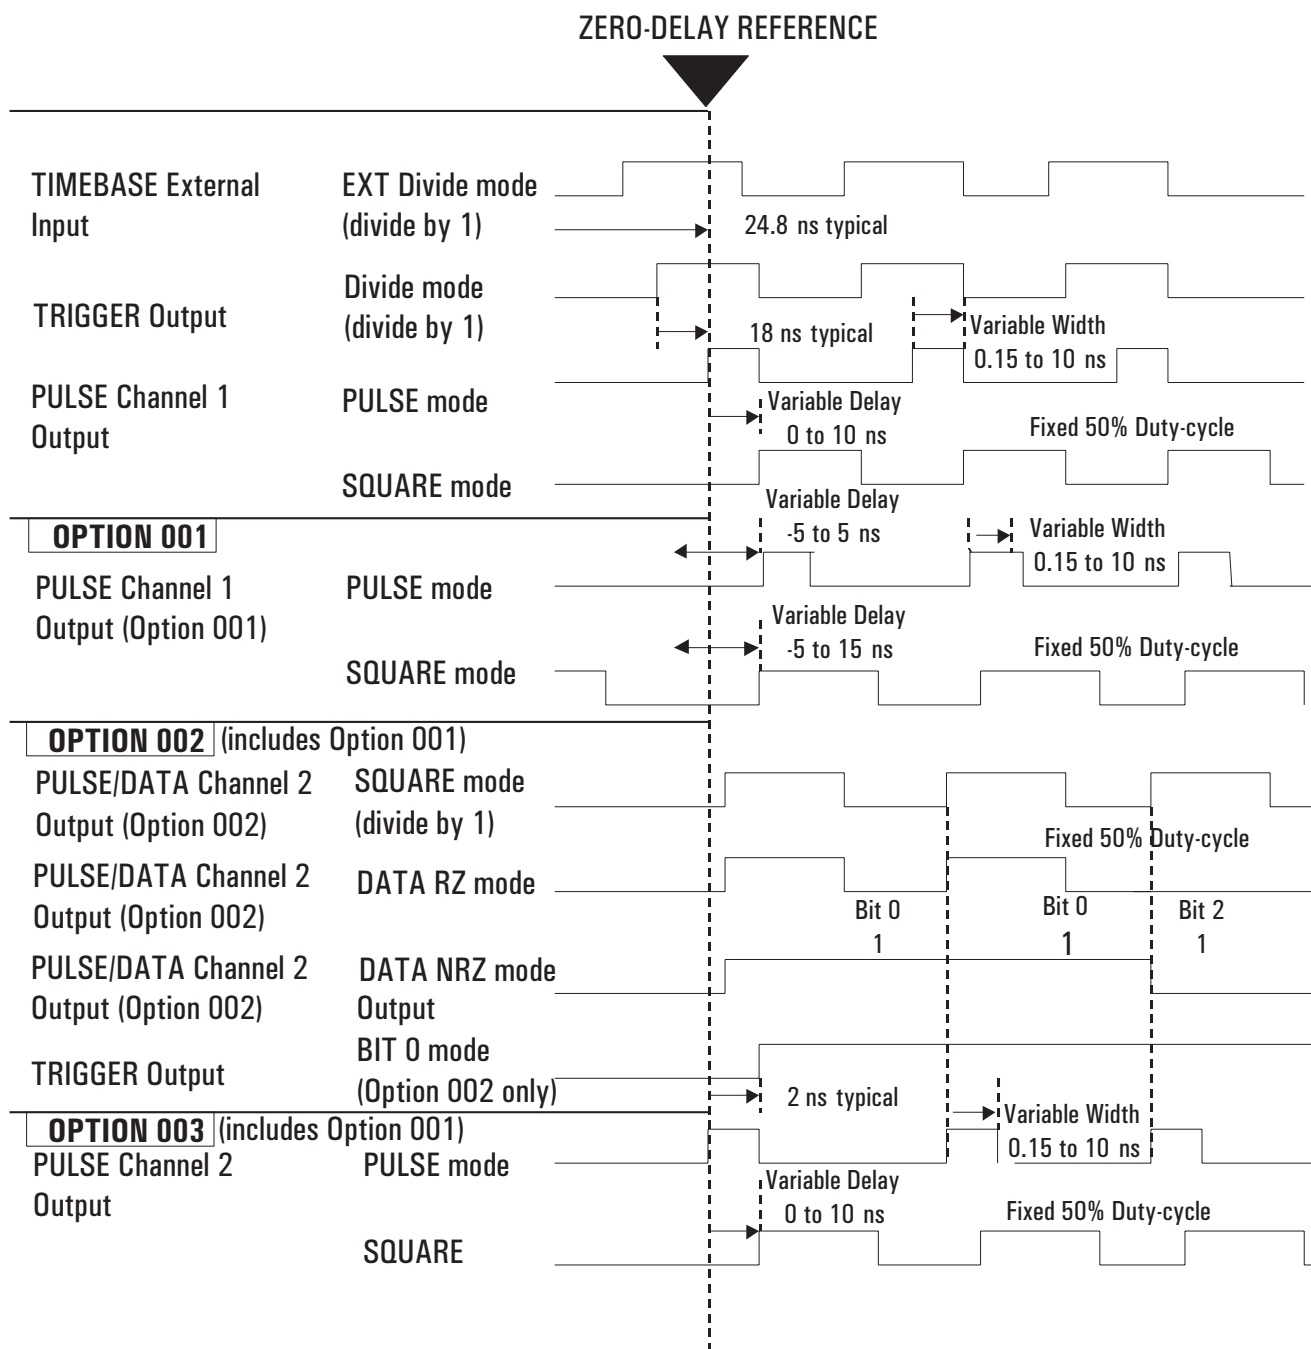 ZERO-DELAY REFERENCE
TIMEBASE External
Input
EXT Divide mode
(divide by 1)
24.8 ns typical
TRIGGER Output
Divide mode
(divide by 1)
18 ns typical
Variable Width
0.15 to 10 ns
PULSE Channel 1
Output
PULSE mode
Variable Delay
0 to 10 ns
Fixed 50% Duty-cycle
SQUARE mode
OPTION 001
Variable Delay
-5 to 5 ns
Variable Width
0.15 to 10 ns
PULSE Channel 1
Output (Option 001)
PULSE mode
Variable Delay
-5 to 15 ns
Fixed 50% Duty-cycle
SQUARE mode
OPTION 002 (includes Option 001)
PULSE/DATA Channel 2
Output (Option 002)
SQUARE mode
(divide by 1)
Fixed 50% Duty-cycle
PULSE/DATA Channel 2
Output (Option 002)
DATA RZ mode
Bit 0
1
Bit 0
1
Bit 2
1
PULSE/DATA Channel 2
Output (Option 002)
DATA NRZ mode
Output
TRIGGER Output
BIT 0 mode
(Option 002 only)
2 ns typical
OPTION 003 (includes Option 001)
Variable Width
0.15 to 10 ns
PULSE Channel 2
Output
PULSE mode
Variable Delay
0 to 10 ns
Fixed 50% Duty-cycle
SQUARE